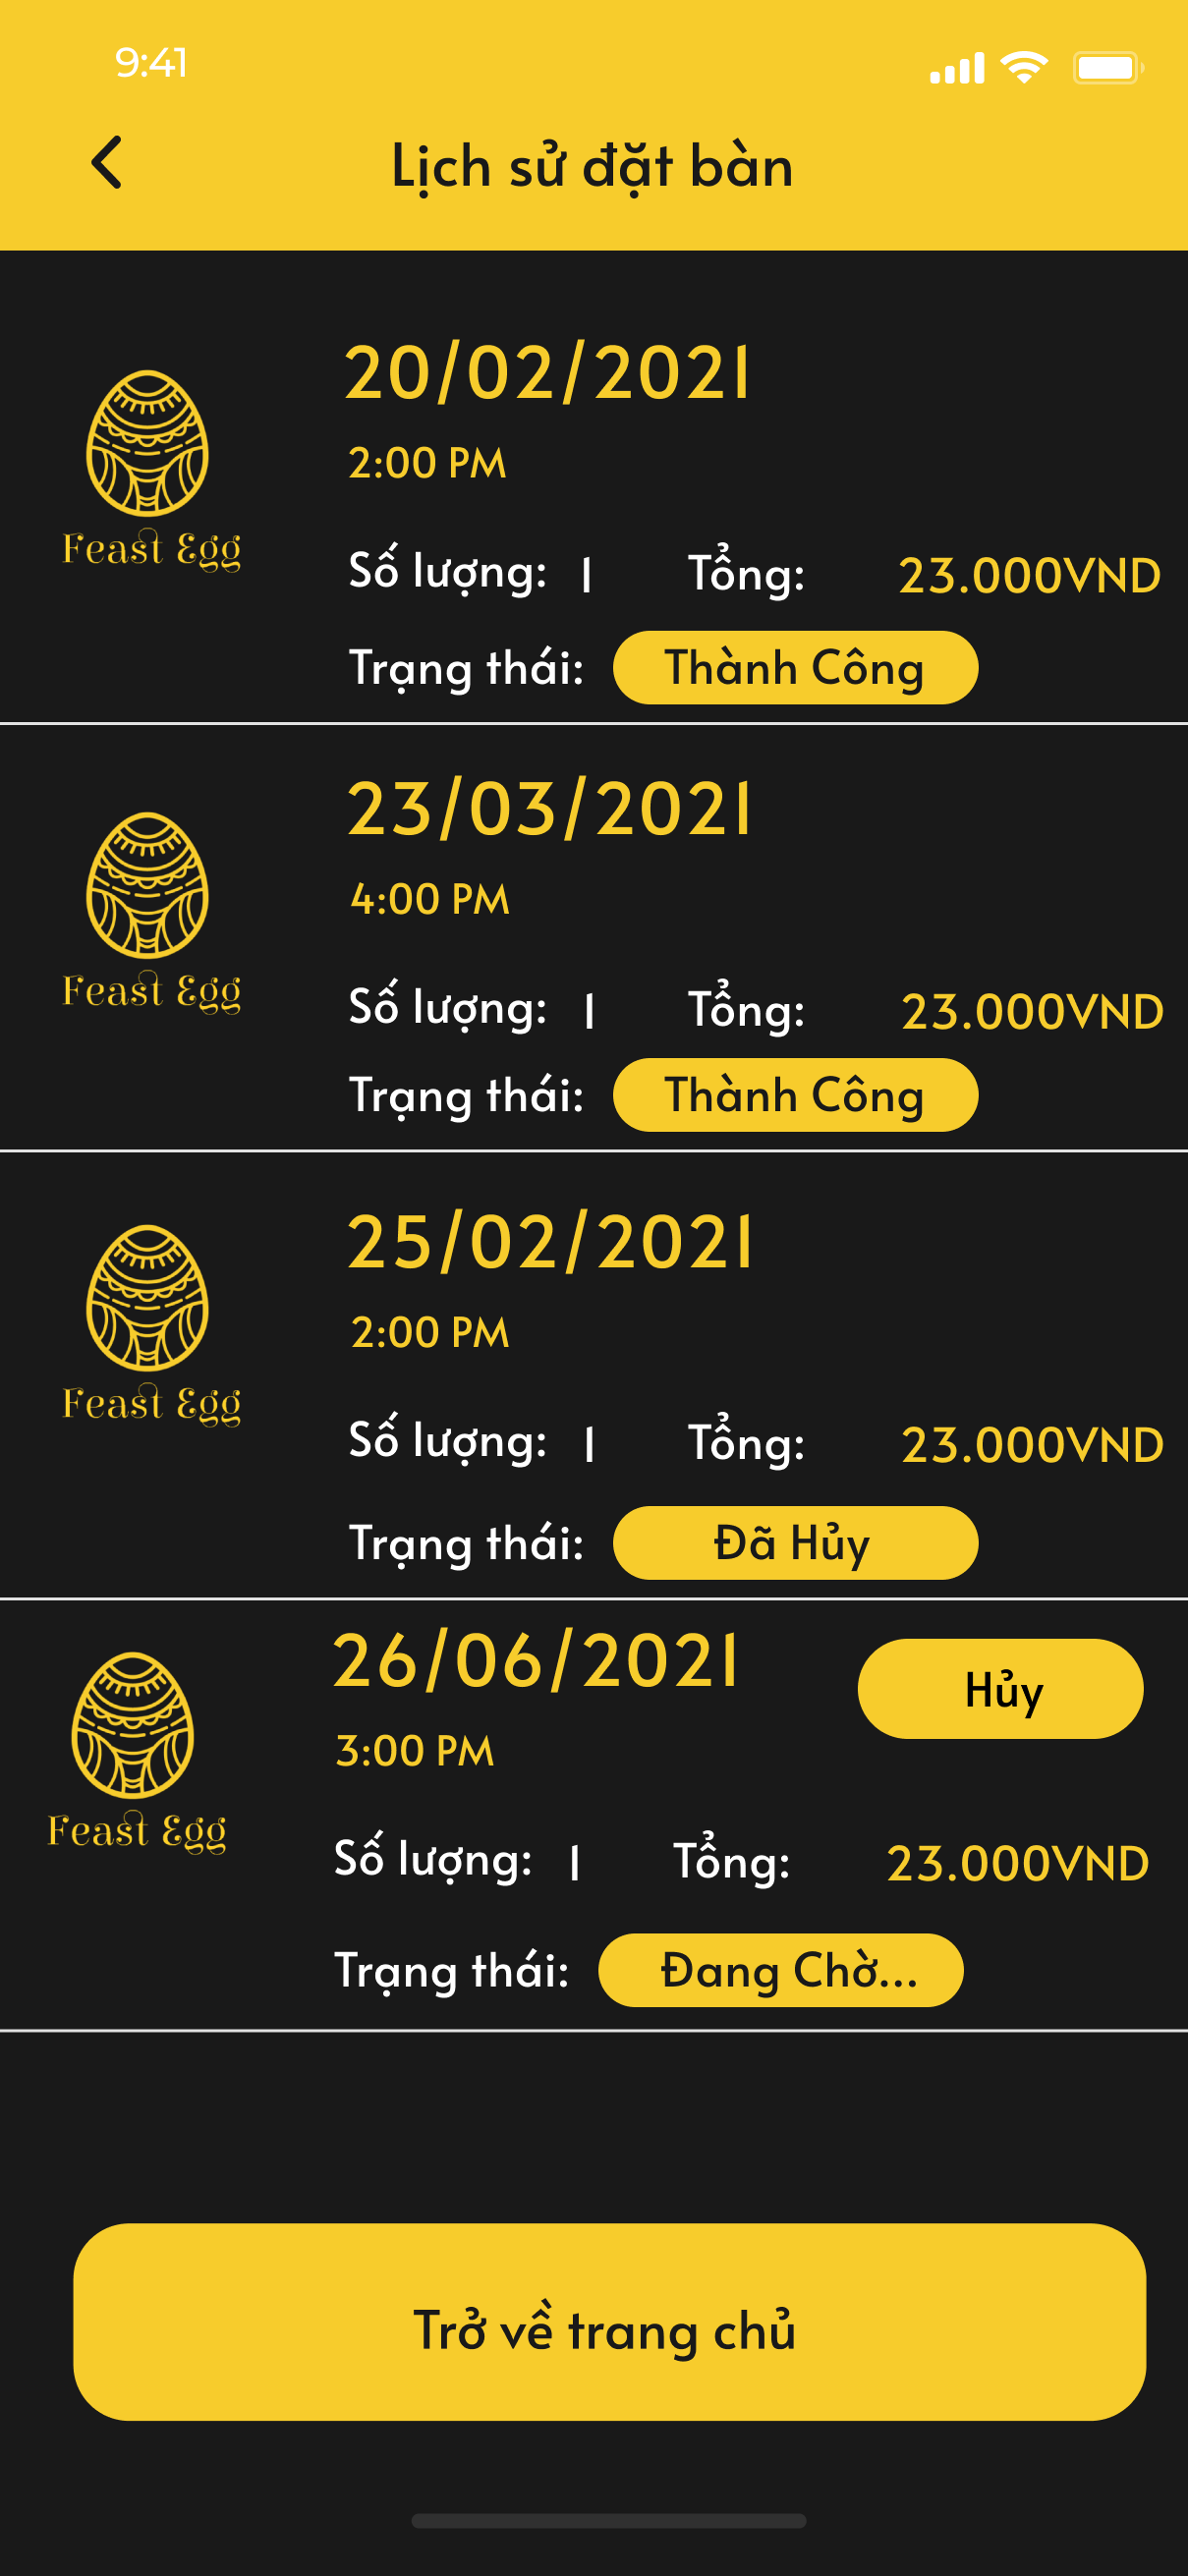 9:41
Lịch sử đặt bàn
20/02/2021
2:00 PM
Feast Egg
Số lượng: 1 Tổng: 23.000VND
Trạng thái: Thành Công
23/03/2021
4:00 PM
Feast Egg
Số lượng: 1 Tổng: 23.000VND
Trạng thái: Thành Công
25/02/2021
2:00 PM
Feast Egg
Số lượng: 1 Tổng: 23.000VND
Trạng thái: Đã Hủy
26/06/2021 Hủy
3:00 PM
Feast Egg
Số lượng: 1 Tổng: 23.000VND
Trạng thái: Đang Chờ...
Trở về trang chủ